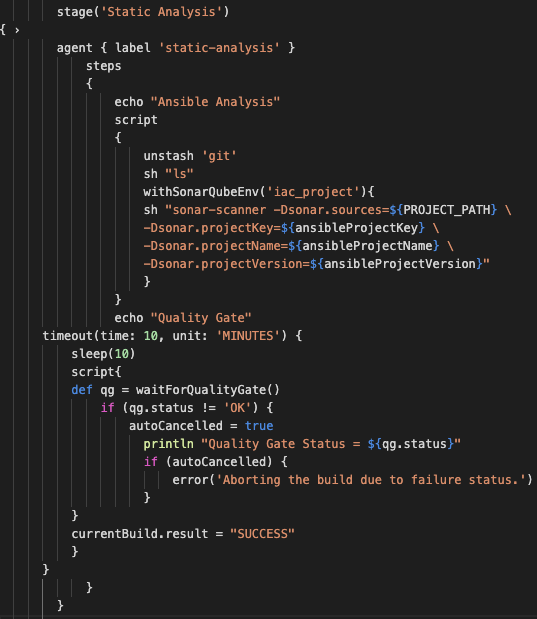 stage('Static Analysis')
{ ›
agent { label 'static-analysis' }
steps
{
echo "Ansible Analysis"
script
{
unstash 'git'
sh "ls"
withSonarQubeEnv('iac_project'){
sh "sonar-scanner -Dsonar.sources=${PROJECT_PATH} \
-Dsonar.projectKey=${ansibleProjectKey} \
-Dsonar.projectName=${ansibleProjectName} \
-Dsonar.projectVersion=${ansibleProjectVersion}"
}
}
echo "Quality Gate"
timeout(time: 10, unit: 'MINUTES') {
sleep(10)
script{
def qg = waitForQualityGate()
if (qg.status != 'OK') {
autoCancelled = true
println "Quality Gate Status = ${qg.status}"
if (autoCancelled) {
error('Aborting the build due to failure status.')
}
}
currentBuild.result = "SUCCESS"
}
}
}
}